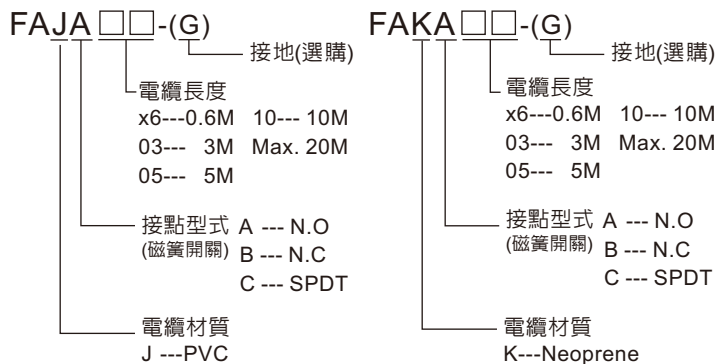 FAJA□□-(G)
接地(選購)
電纜長度
x6---0.6M 10--- 10M
03--- 3M Max. 20M
05--- 5M
接點型式 A --- N.O
(磁簧開關) B --- N.C
C --- SPDT
電纜材質
J ---PVC
FAKA□□-(G)
接地(選購)
電纜長度
x6---0.6M 10--- 10M
03--- 3M Max. 20M
05--- 5M
接點型式 A --- N.O
(磁簧開關) B --- N.C
C --- SPDT
電纜材質
K---Neoprene